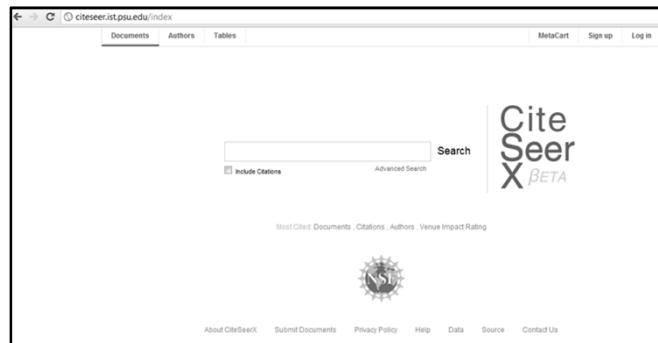 citeseer.ist.psu.edu/index
Documents Authors Tables MetaCart Sign up Log in
Cite
Seer
X βETA
Search
Include Citations Advanced Search
Most Cited: Documents , Citations , Authors , Venue Impact Rating
NSF
About CiteSeerX Submit Documents Privacy Policy Help Data Source Contact Us